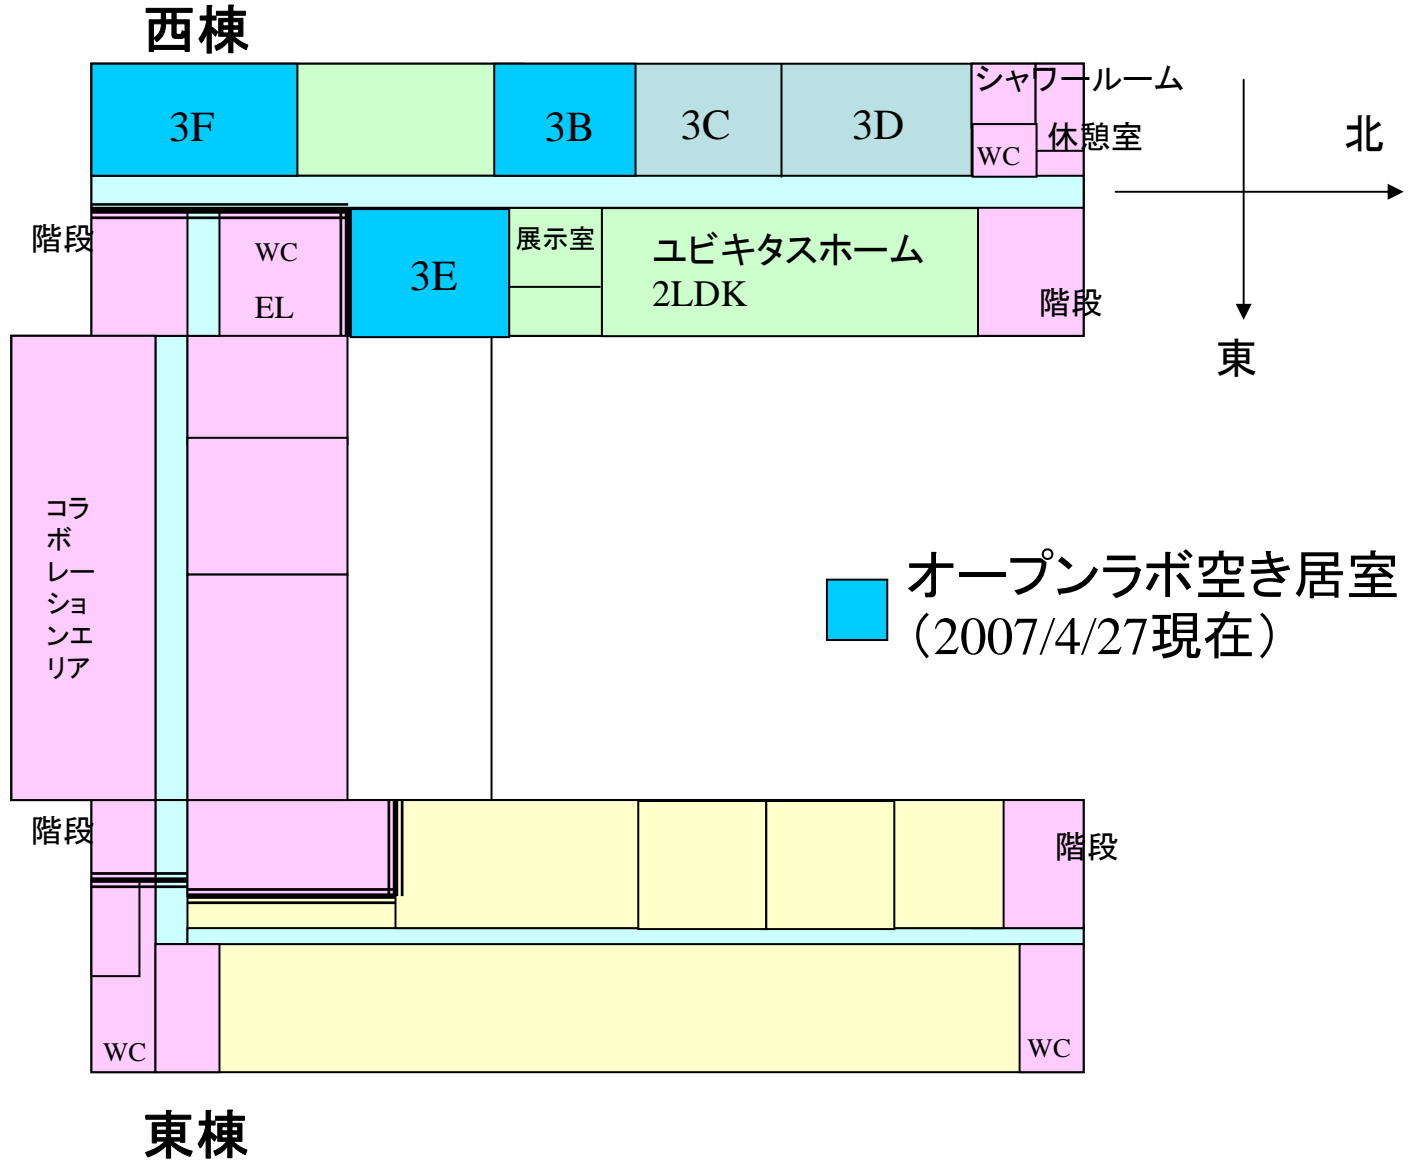 西棟
3F
3B
3C
3D
シャワールーム
WC
休憩室
北
東
階段
WC
EL
3E
展示室
ユビキタスホーム
2LDK
階段
コラ
ボ
レー
ショ
ンエ
リア
オープンラボ空き居室
（2007/4/27現在）
階段
階段
WC
WC
東棟